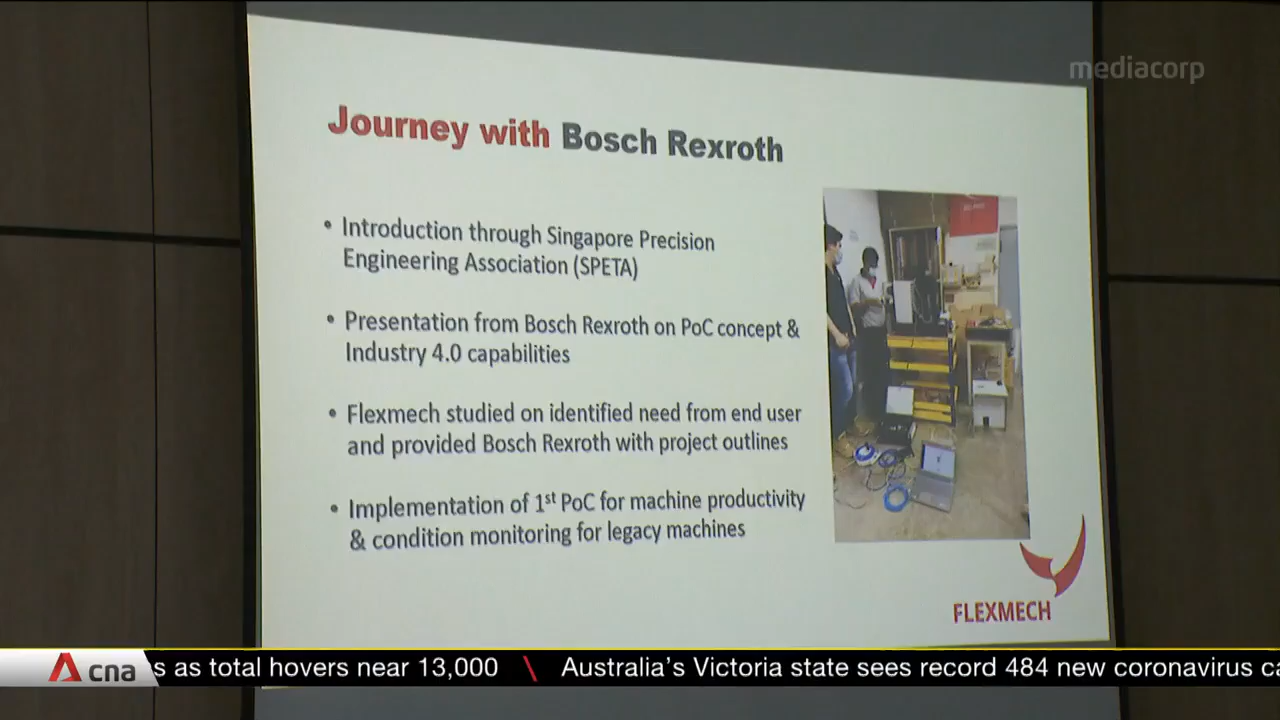 mediacorp
Journey with Bosch Rexroth
• Introduction through Singapore Precision
Engineering Association (SPETA)
• Presentation from Bosch Rexroth on PoC concept &
Industry 4.0 capabilities
• Flexmech studied on identified need from end user
and provided Bosch Rexroth with project outlines
• Implementation of 1st PoC for machine productivity
& condition monitoring for legacy machines
FLEXMECH
cna
s as total hovers near 13,000 \ Australia's Victoria state sees record 484 new coronavirus ca